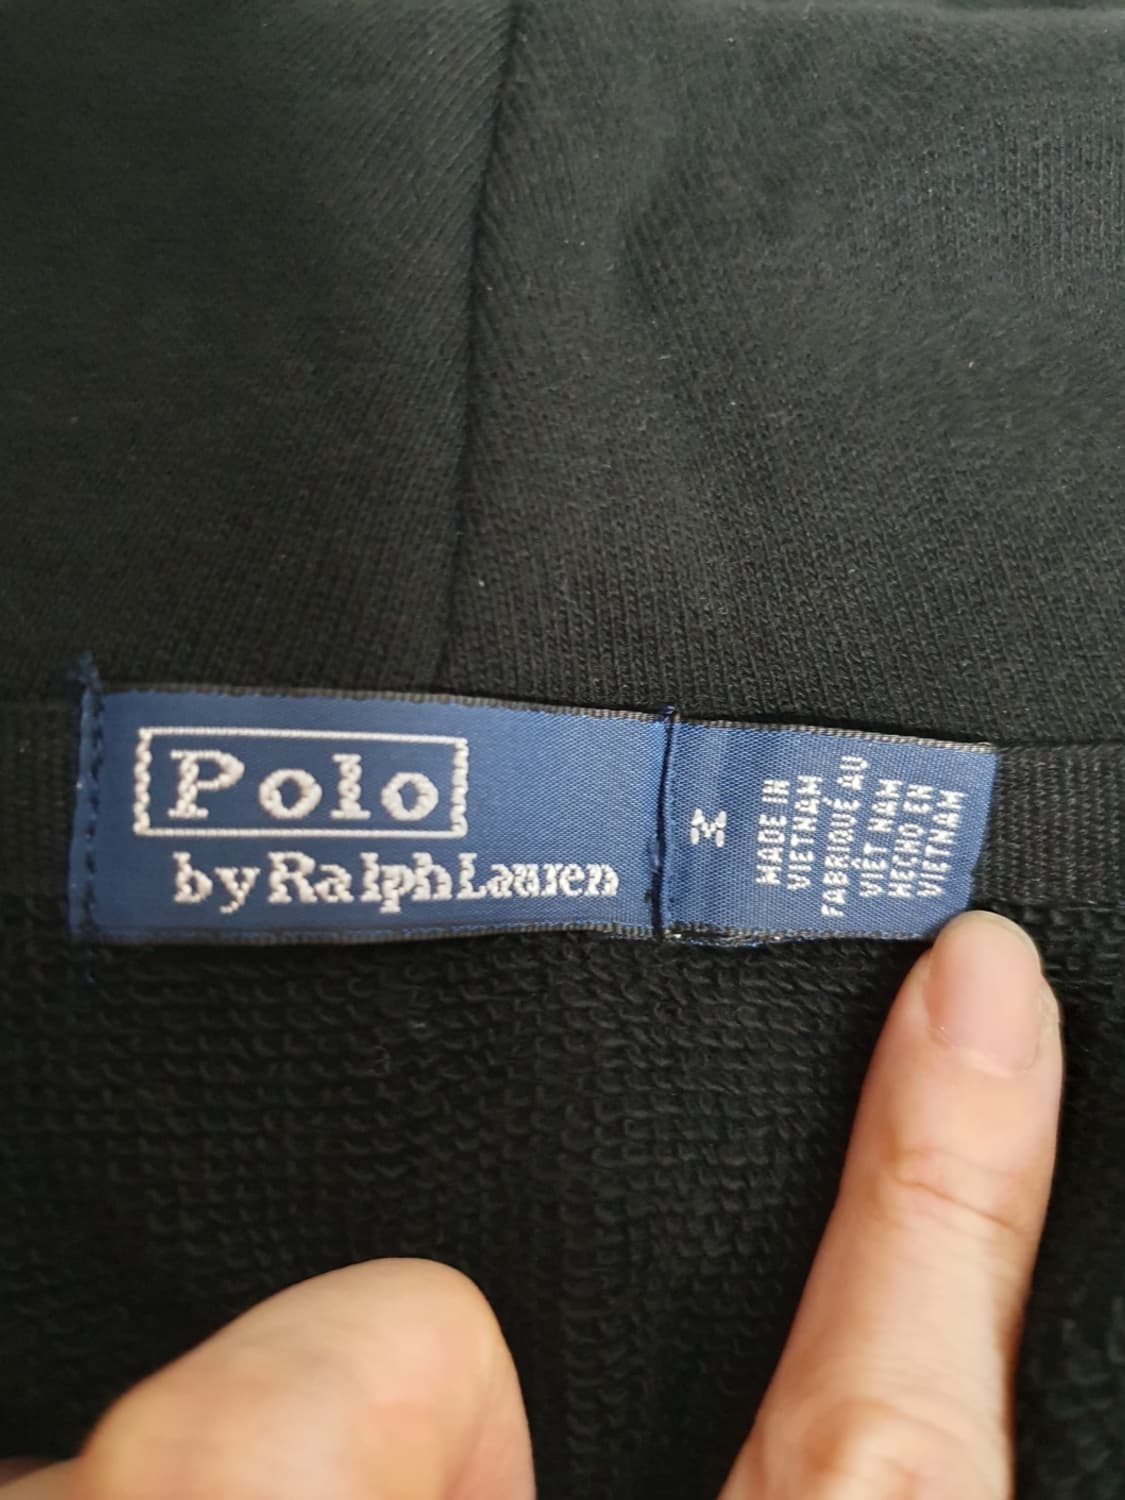 Polo
by Ralph Lauren
M
MADE IN
VIETNAM
FABRIQUÉ AU
VIÊT NAM
HECHO EN
VIETNAM